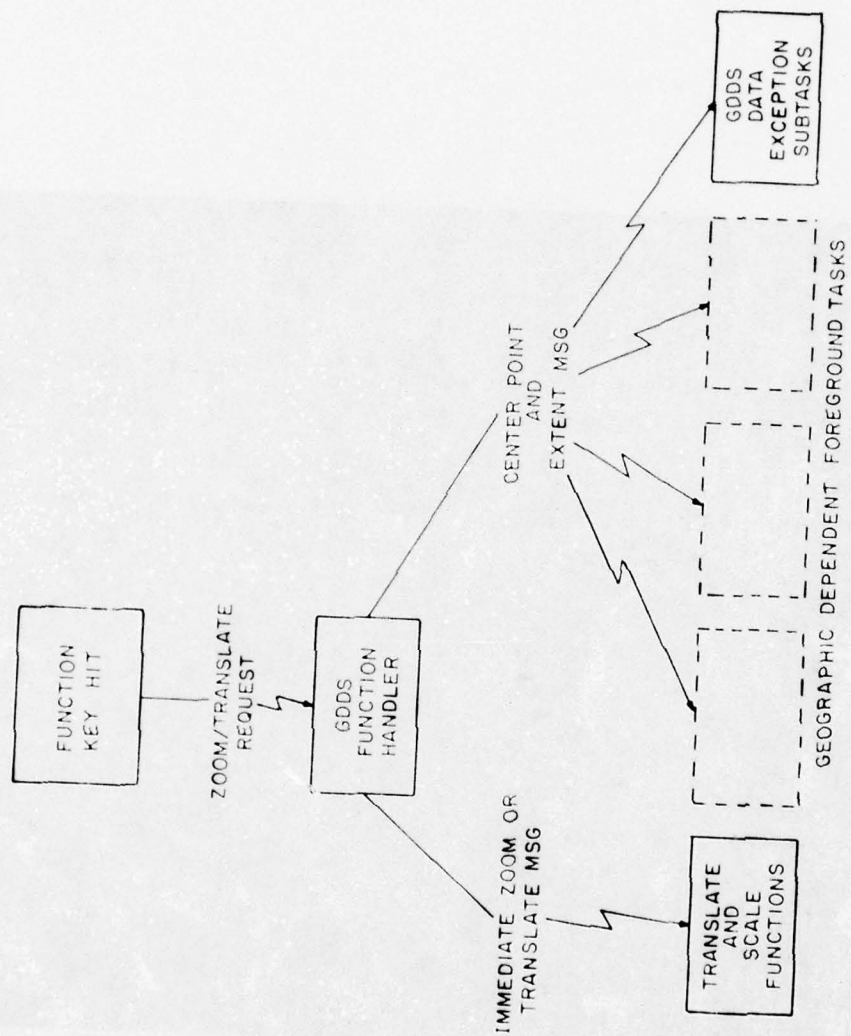 FUNCTION
KEY HIT
ZOOM/TRANSLATE
REQUEST
GDDS
FUNCTION
HANDLER
IMMEDIATE ZOOM OR
TRANSLATE MSG
CENTER POINT
AND
EXTENT MSG
TRANSLATE
AND
SCALE
FUNCTIONS
GDDS
DATA
EXCEPTION
SUBTASKS
GEOGRAPHIC DEPENDENT FOREGROUND TASKS